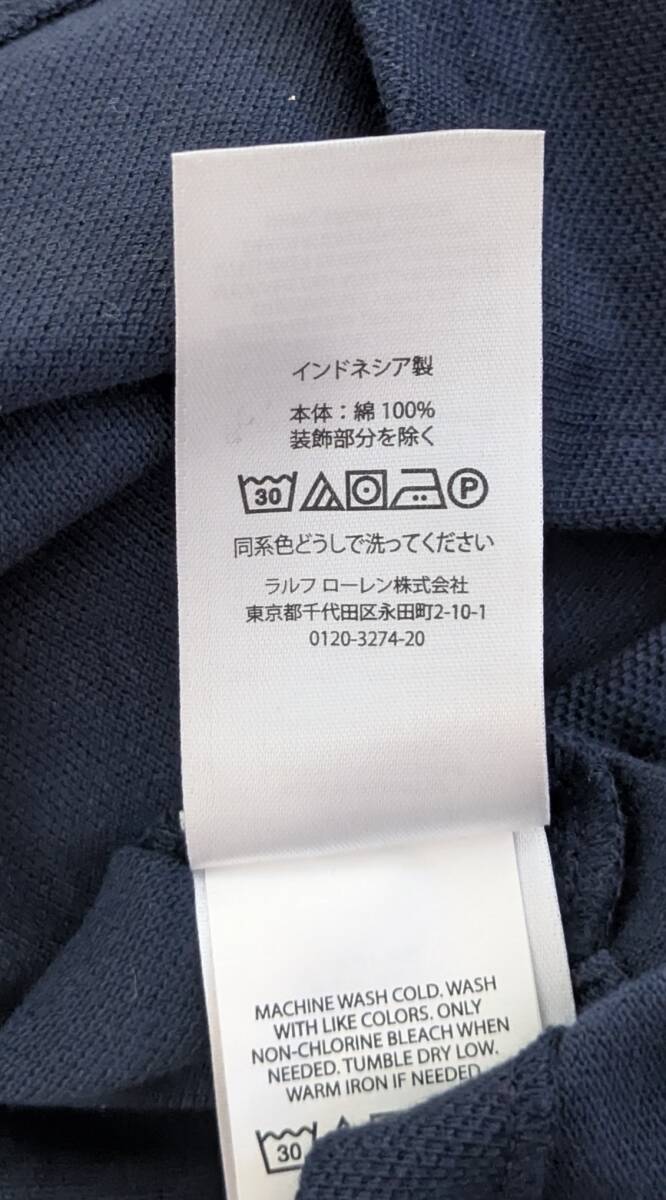 インドネシア製
本体：綿100%
装飾部分を除く
30 P
同系色どうしで洗ってください
ラルフ ローレン株式会社
東京都千代田区永田町2-10-1
0120-3274-20
MACHINE WASH COLD. WASH
WITH LIKE COLORS. ONLY
NON-CHLORINE BLEACH WHEN
NEEDED. TUMBLE DRY LOW.
WARM IRON IF NEEDED
30